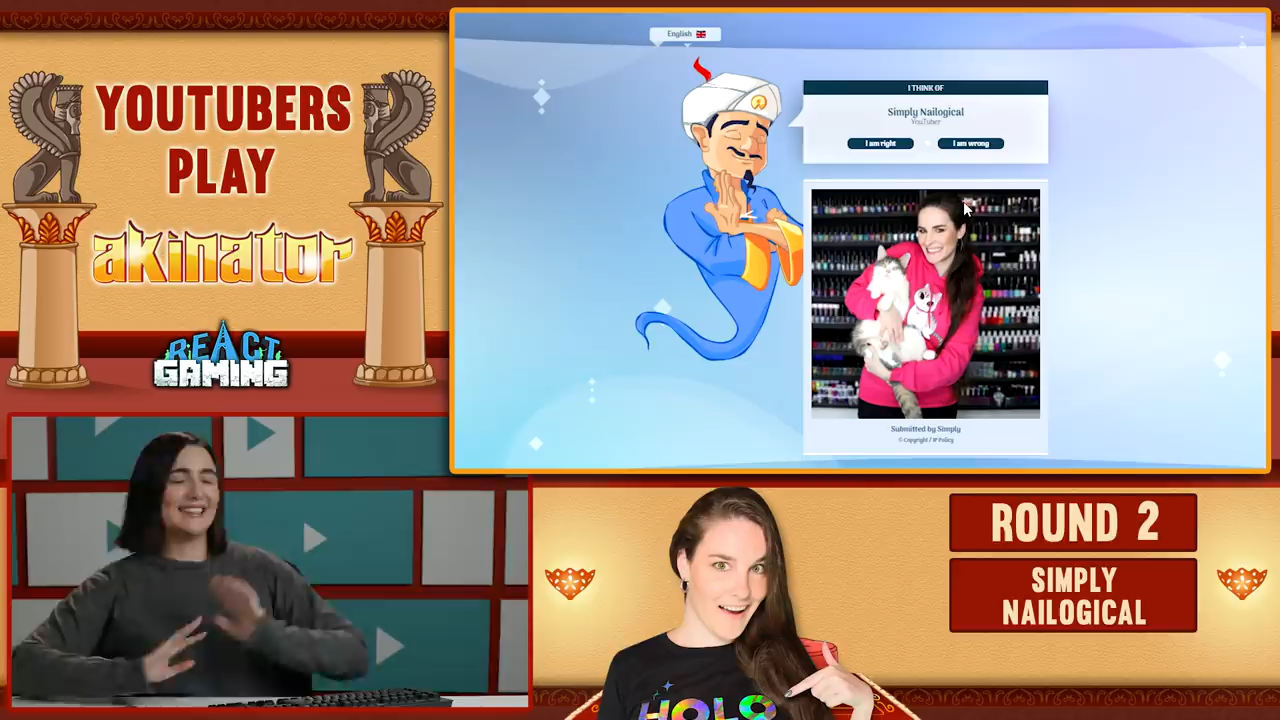 YOUTUBERS
PLAY
akinator
REACT
GAMING
English
I THINK OF
Simply Nailogical
YouTuber
I am right
I am wrong
Submitted by Simply
© Copyright / IP Policy
ROUND 2
SIMPLY
NAILOGICAL
HOLO